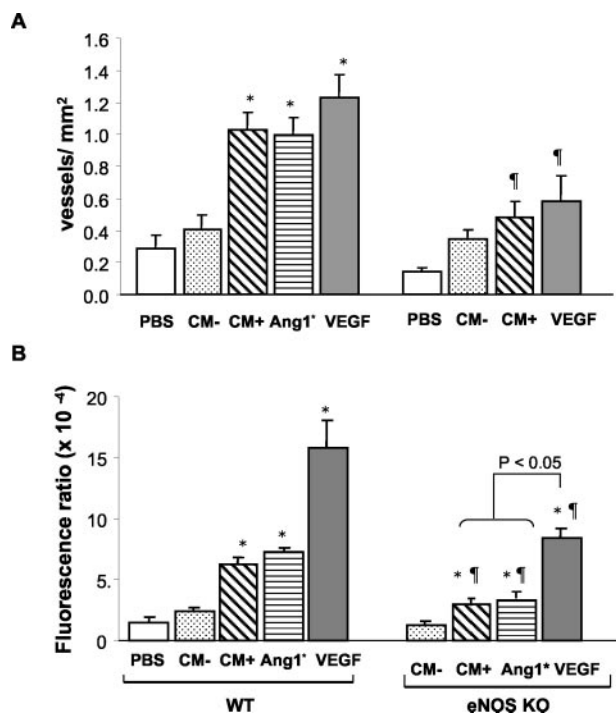 A
vessels/ mm²
1.6
1.4
1.2
1.0
0.8
0.6
0.4
0.2
0.0
* * *
¶ ¶
PBS CM- CM+ Ang1* VEGF PBS CM- CM+ VEGF
B
Fluorescence ratio (x 10 ⁻⁴)
20
15
10
5.
0
* * *
P < 0.05
* ¶ * ¶ * ¶
PBS CM- CM+ Ang1* VEGF CM- CM+ Ang1* VEGF
WT eNOS KO